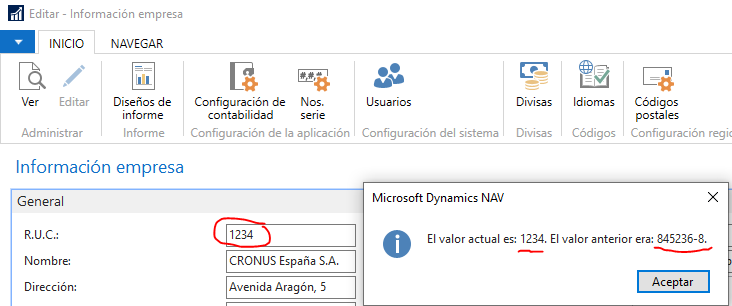 Editar - Información empresa
INICIO NAVEGAR
Ver Editar Diseños de informe Configuración de contabilidad Nos. serie Usuarios Divisas Idiomas Códigos postales
Administrar Informe Configuración de la aplicación Configuración del sistema Divisas Códigos Configuración regi
Información empresa
General
R.U.C.: 1234
Nombre: CRONUS España S.A.
Dirección: Avenida Aragón, 5
Microsoft Dynamics NAV
El valor actual es: 1234. El valor anterior era: 845236-8.
Aceptar